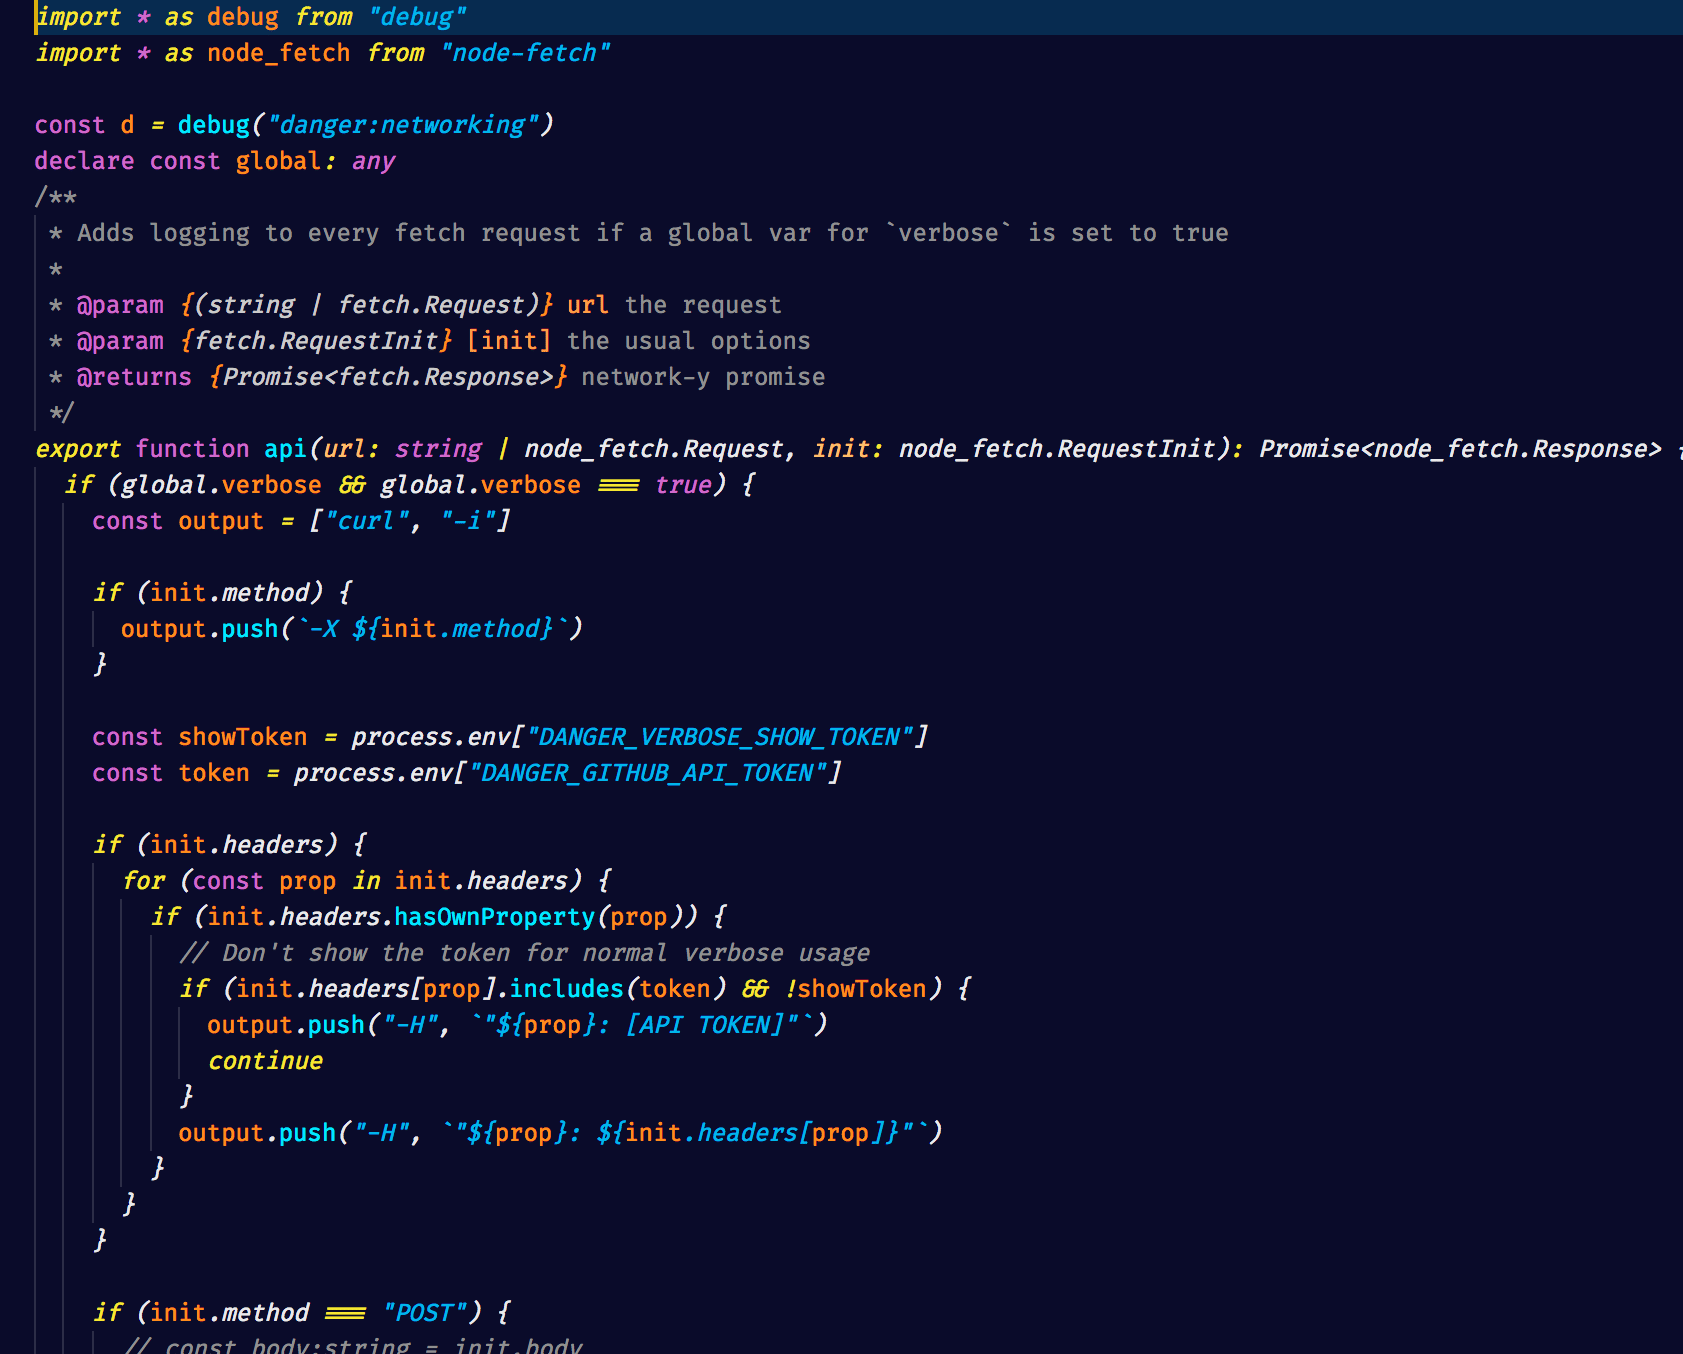 import * as debug from "debug"
import * as node_fetch from "node-fetch"

const d = debug("danger:networking")
declare const global: any
/**
 * Adds logging to every fetch request if a global var for `verbose` is set to true
 *
 * @param {(string | fetch.Request)} url the request
 * @param {fetch.RequestInit} [init] the usual options
 * @returns {Promise<fetch.Response>} network-y promise
 */
export function api(url: string | node_fetch.Request, init: node_fetch.RequestInit): Promise<node_fetch.Response> {
  if (global.verbose && global.verbose === true) {
    const output = ["curl", "-i"]

    if (init.method) {
      output.push(`-X ${init.method}`)
    }

    const showToken = process.env["DANGER_VERBOSE_SHOW_TOKEN"]
    const token = process.env["DANGER_GITHUB_API_TOKEN"]

    if (init.headers) {
      for (const prop in init.headers) {
        if (init.headers.hasOwnProperty(prop)) {
          // Don't show the token for normal verbose usage
          if (init.headers[prop].includes(token) && !showToken) {
            output.push("-H", `"${prop}: [API TOKEN]"`)
            continue
          }
          output.push("-H", `"${prop}: ${init.headers[prop]}"`)
        }
      }
    }

    if (init.method === "POST") {
      // const body:string = init.body